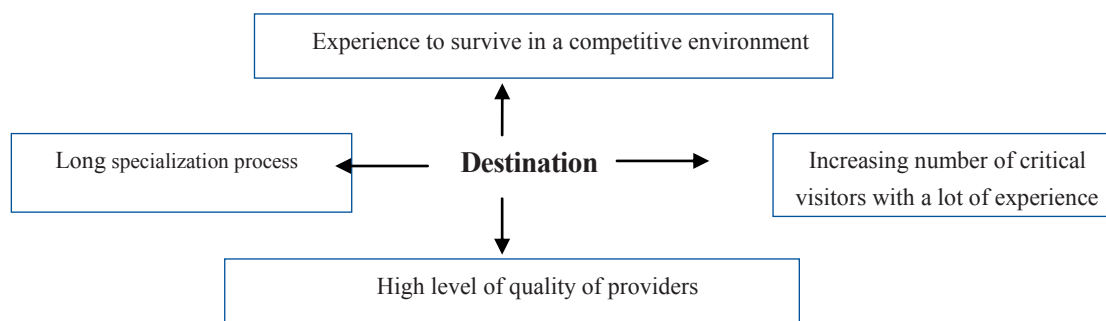 Experience to survive in a competitive environment
Long specialization process
Destination
Increasing number of critical
visitors with a lot of experience
High level of quality of providers